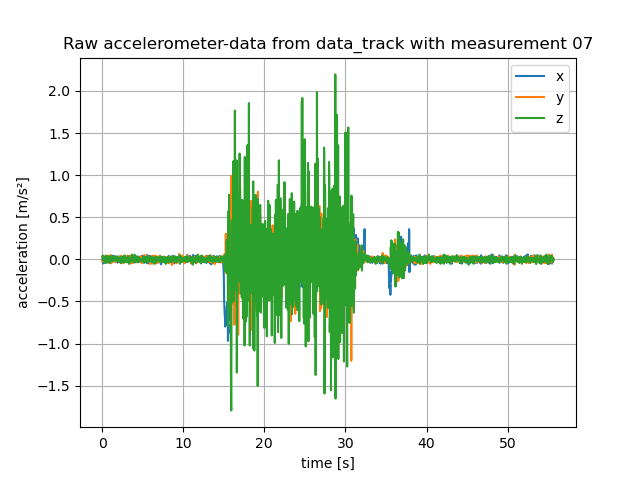 Raw accelerometer-data from data_track with measurement 07
x
y
z
2.0
1.5
1.0
0.5
0.0
−0.5
−1.0
−1.5
acceleration [m/s²]
0 10 20 30 40 50
time [s]